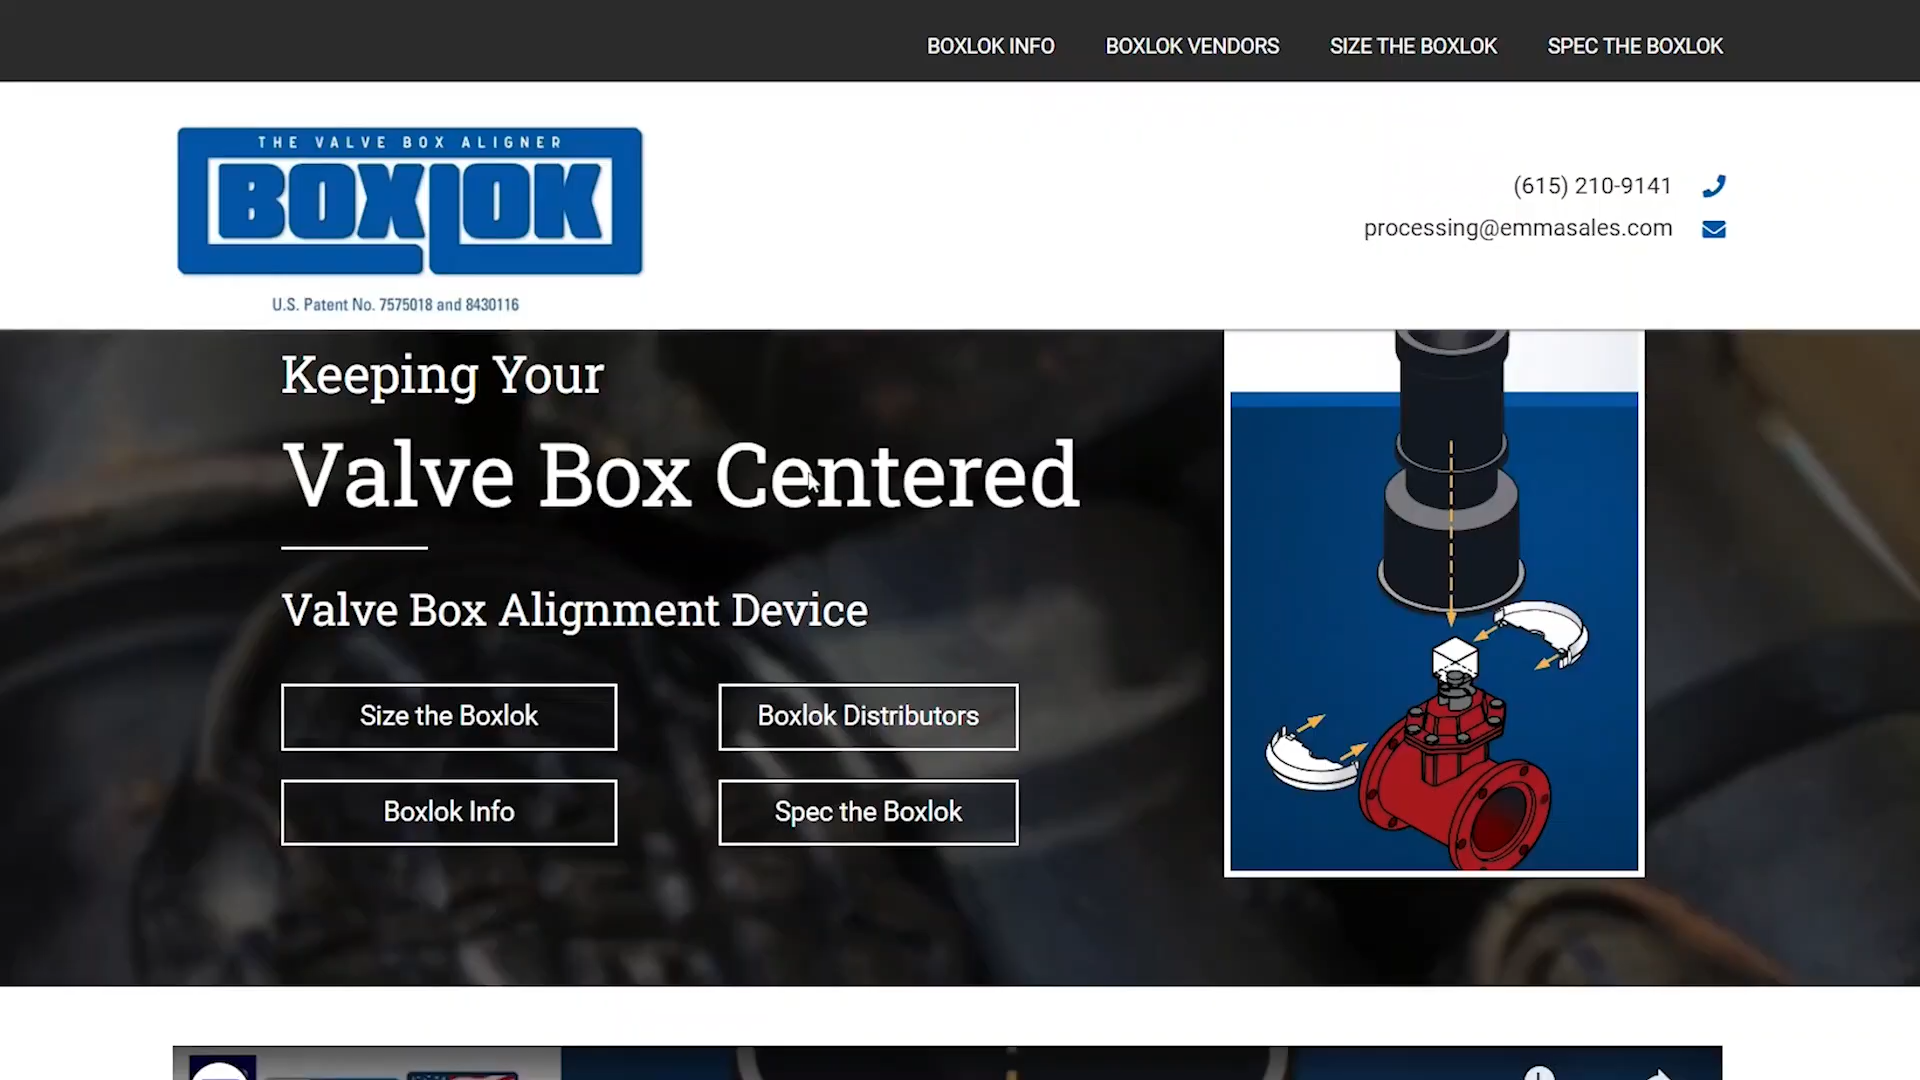 BOXLOK INFO BOXLOK VENDORS SIZE THE BOXLOK SPEC THE BOXLOK
THE VALVE BOX ALIGNER
BOXLOK
U.S. Patent No. 7575018 and 8430116
(615) 210-9141
processing@emmasales.com
Keeping Your
Valve Box Centered
Valve Box Alignment Device
Size the Boxlok
Boxlok Distributors
Boxlok Info
Spec the Boxlok